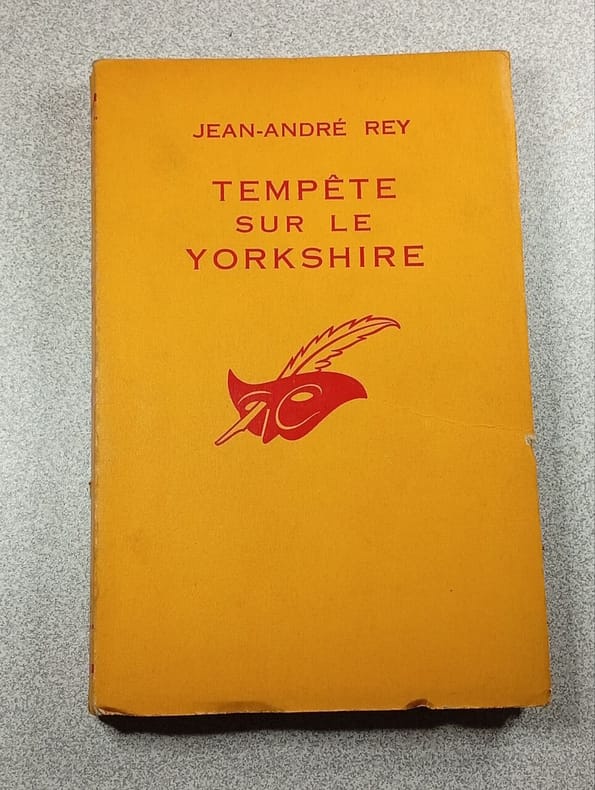 JEAN-ANDRÉ REY
TEMPÊTE
SUR LE
YORKSHIRE